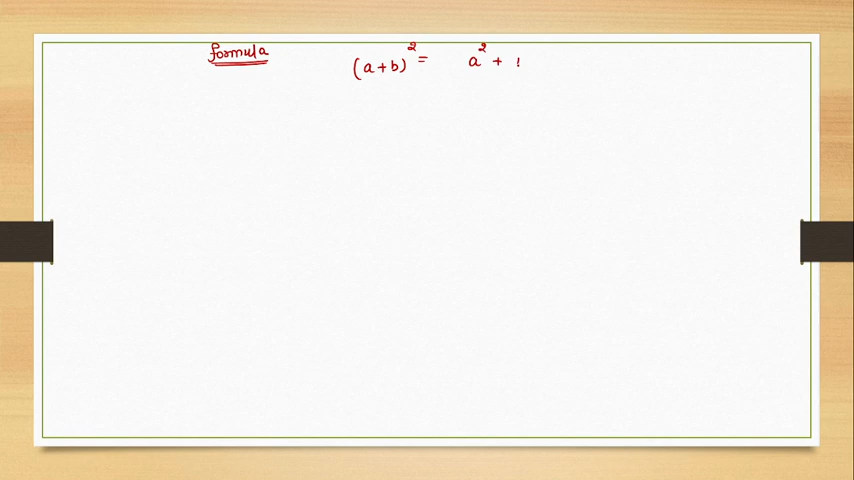 formula (a+b)² = a² +